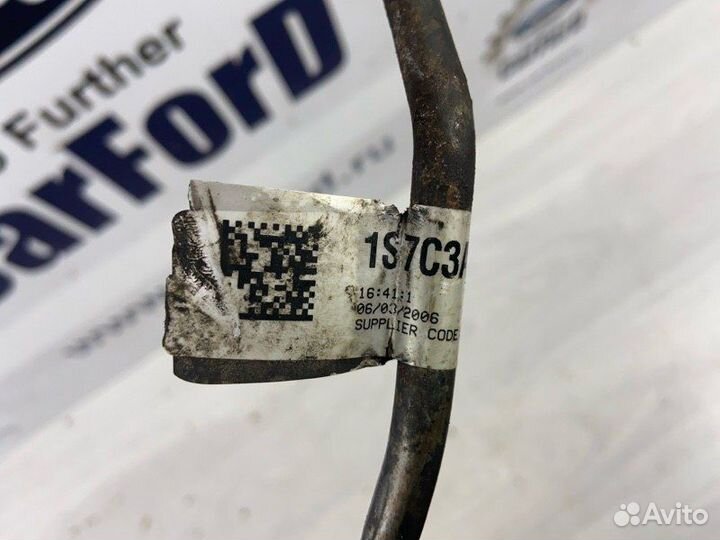 Further
arForD
1S7C3A
16:41:1
06/03/2006
SUPPLIER CODE
Avito